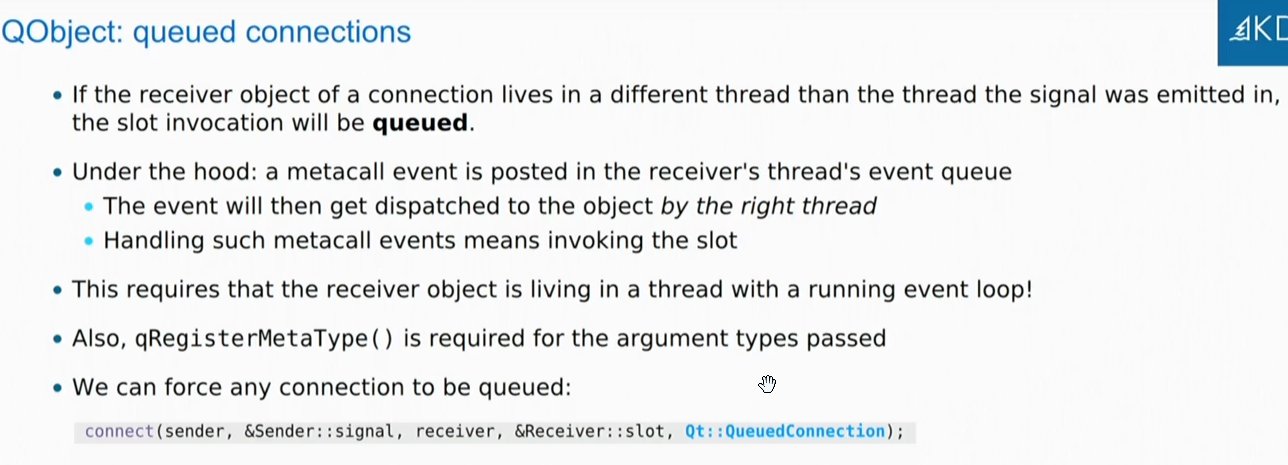 QObject: queued connections
KD
• If the receiver object of a connection lives in a different thread than the thread the signal was emitted in,
the slot invocation will be queued.
• Under the hood: a metacall event is posted in the receiver's thread's event queue
• The event will then get dispatched to the object by the right thread
• Handling such metacall events means invoking the slot
• This requires that the receiver object is living in a thread with a running event loop!
• Also, qRegisterMetaType() is required for the argument types passed
• We can force any connection to be queued:
connect(sender, &Sender::signal, receiver, &Receiver::slot, Qt::QueuedConnection);